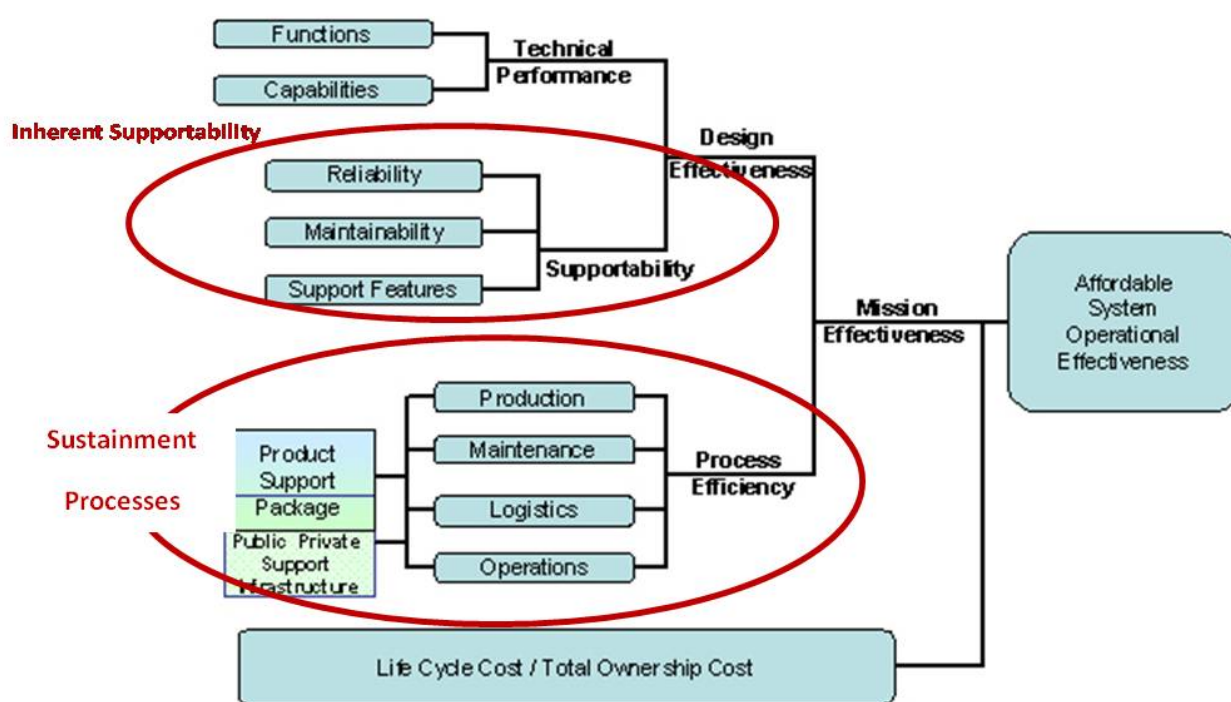 Functions
Technical
Performance
Capabilities
Inherent Supportability
Design
Effectiveness
Reliability
Maintainability
Supportability
Support Features
Mission
Effectiveness
Affordable
System
Operational
Effectiveness
Sustainment
Processes
Product
Support
Package
Public Private
Support
Infrastructure
Production
Maintenance
Logistics
Operations
Process
Efficiency
Life Cycle Cost / Total Ownership Cost